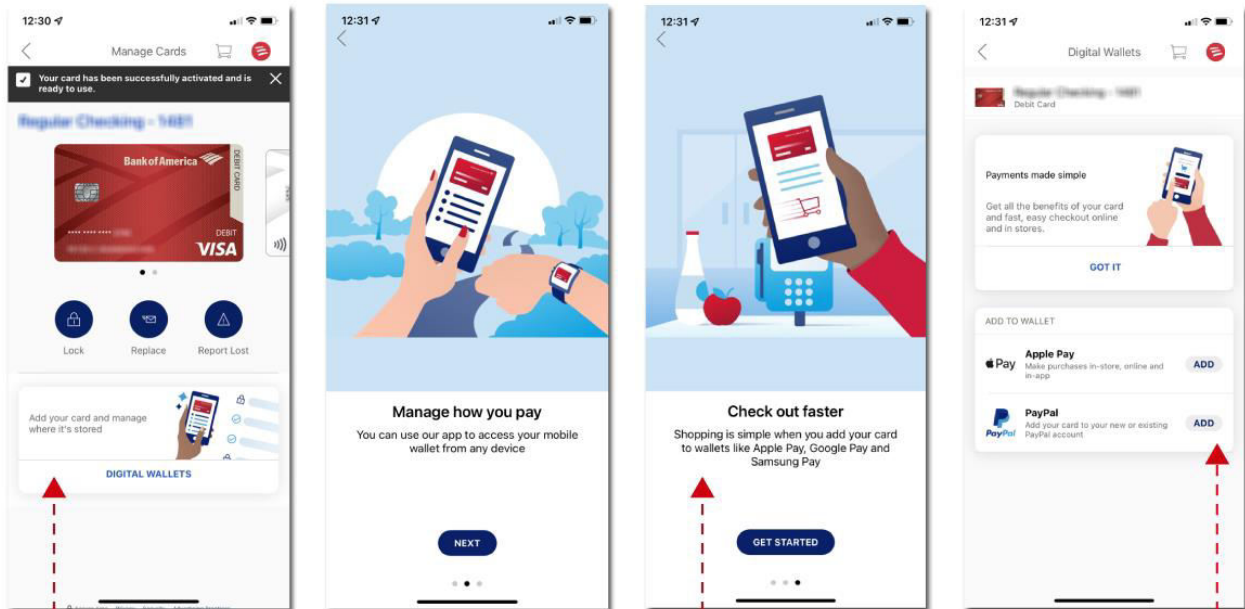 12:30
Manage Cards
Your card has been successfully activated and is
ready to use.
Regular Checking - 1481
Bank of America
DEBIT CARD
DEBIT
VISA
Lock
Replace
Report Lost
Add your card and manage
where it's stored
DIGITAL WALLETS
12:31
Manage how you pay
You can use our app to access your mobile
wallet from any device
NEXT
12:31
Check out faster
Shopping is simple when you add your card
to wallets like Apple Pay, Google Pay and
Samsung Pay
GET STARTED
12:31
Digital Wallets
Regular Checking - 1481
Debit Card
Payments made simple
Get all the benefits of your card
and fast, easy checkout online
and in stores.
GOT IT
ADD TO WALLET
Pay
Apple Pay
Make purchases in-store, online and
in-app
ADD
PayPal
PayPal
Add your card to your new or existing
PayPal account
ADD